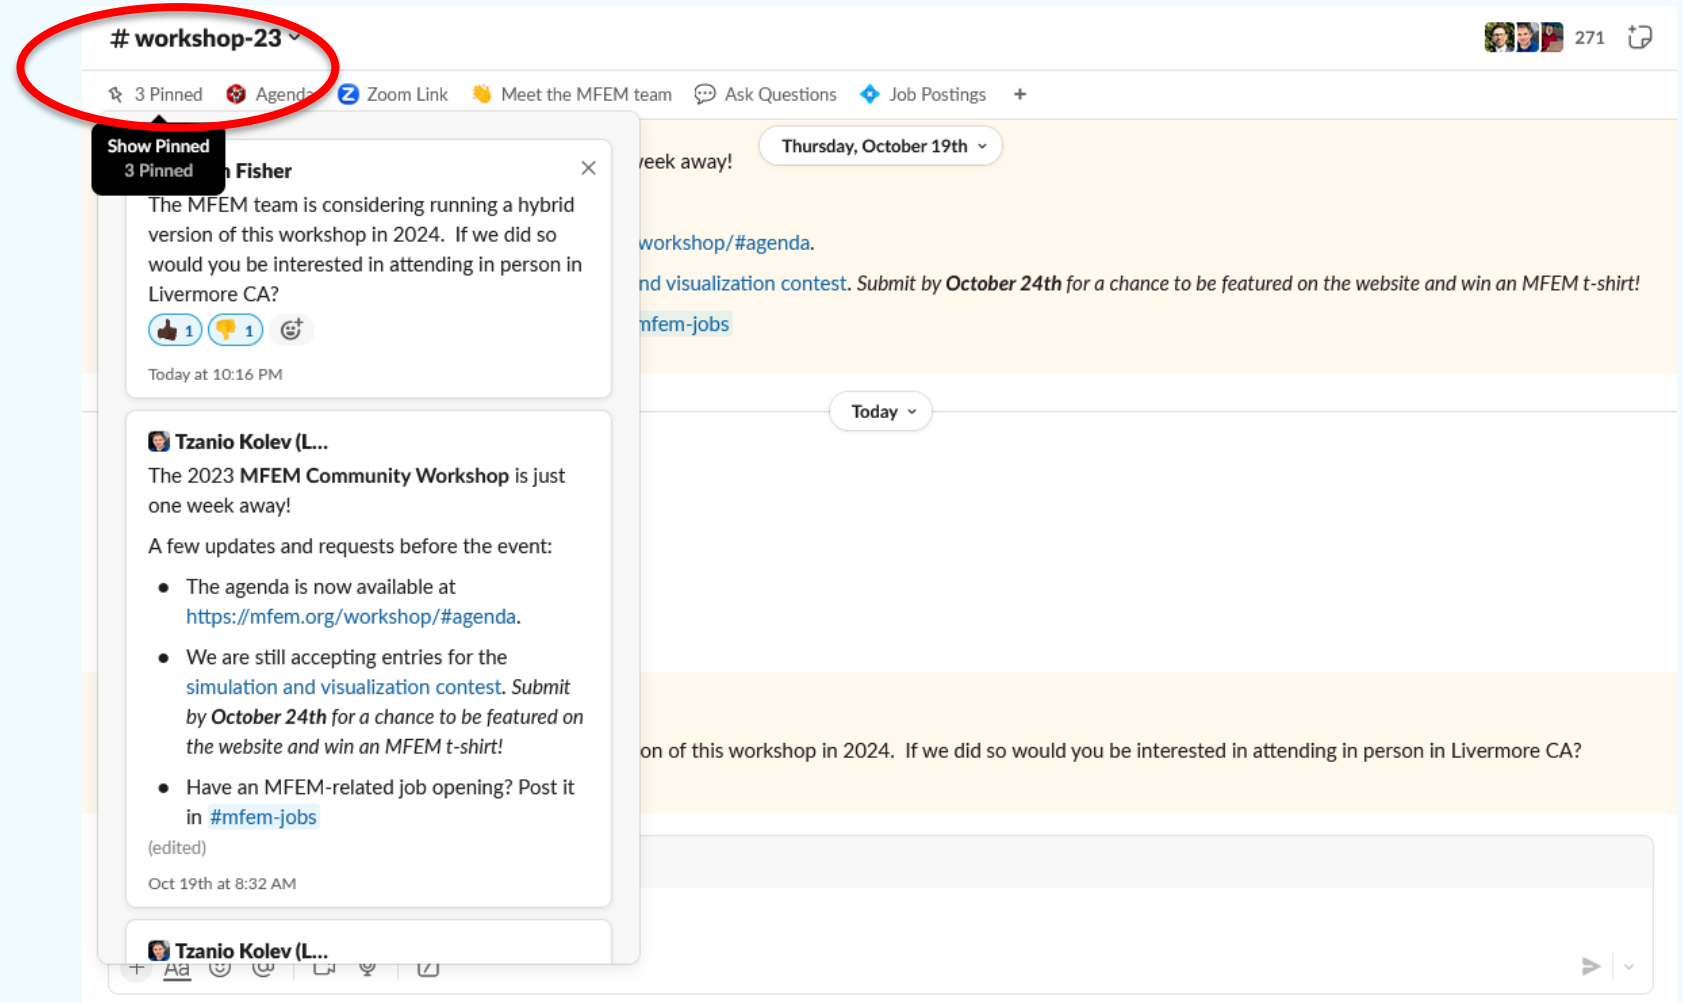 # workshop-23
271
3 Pinned Agenda Zoom Link Meet the MFEM team Ask Questions Job Postings +
Show Pinned
3 Pinned
Fisher
The MFEM team is considering running a hybrid
version of this workshop in 2024. If we did so
would you be interested in attending in person in
Livermore CA?
1 1
Today at 10:16 PM
Tzanio Kolev (L...
The 2023 MFEM Community Workshop is just
one week away!
A few updates and requests before the event:
• The agenda is now available at
https://mfem.org/workshop/#agenda.
• We are still accepting entries for the
simulation and visualization contest. Submit
by October 24th for a chance to be featured on
the website and win an MFEM t-shirt!
• Have an MFEM-related job opening? Post it
in #mfem-jobs
(edited)
Oct 19th at 8:32 AM
Tzanio Kolev (L...
Thursday, October 19th
away!
workshop/#agenda.
visualization contest. Submit by October 24th for a chance to be featured on the website and win an MFEM t-shirt!
mfem-jobs
Today
of this workshop in 2024. If we did so would you be interested in attending in person in Livermore CA?
Aa